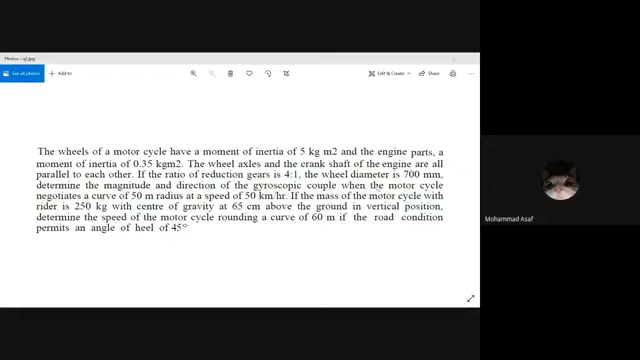 Photos - q2.jpg
See all photos
Add to
Edit & Create
Share
The wheels of a motor cycle have a moment of inertia of 5 kg m2 and the engine parts, a
moment of inertia of 0.35 kgm2. The wheel axles and the crank shaft of the engine are all
parallel to each other. If the ratio of reduction gears is 4:1, the wheel diameter is 700 mm,
determine the magnitude and direction of the gyroscopic couple when the motor cycle
negotiates a curve of 50 m radius at a speed of 50 km/hr. If the mass of the motor cycle with
rider is 250 kg with centre of gravity at 65 cm above the ground in vertical position,
determine the speed of the motor cycle rounding a curve of 60 m if the road condition
permits an angle of heel of 45°.
Mohammad Asaf